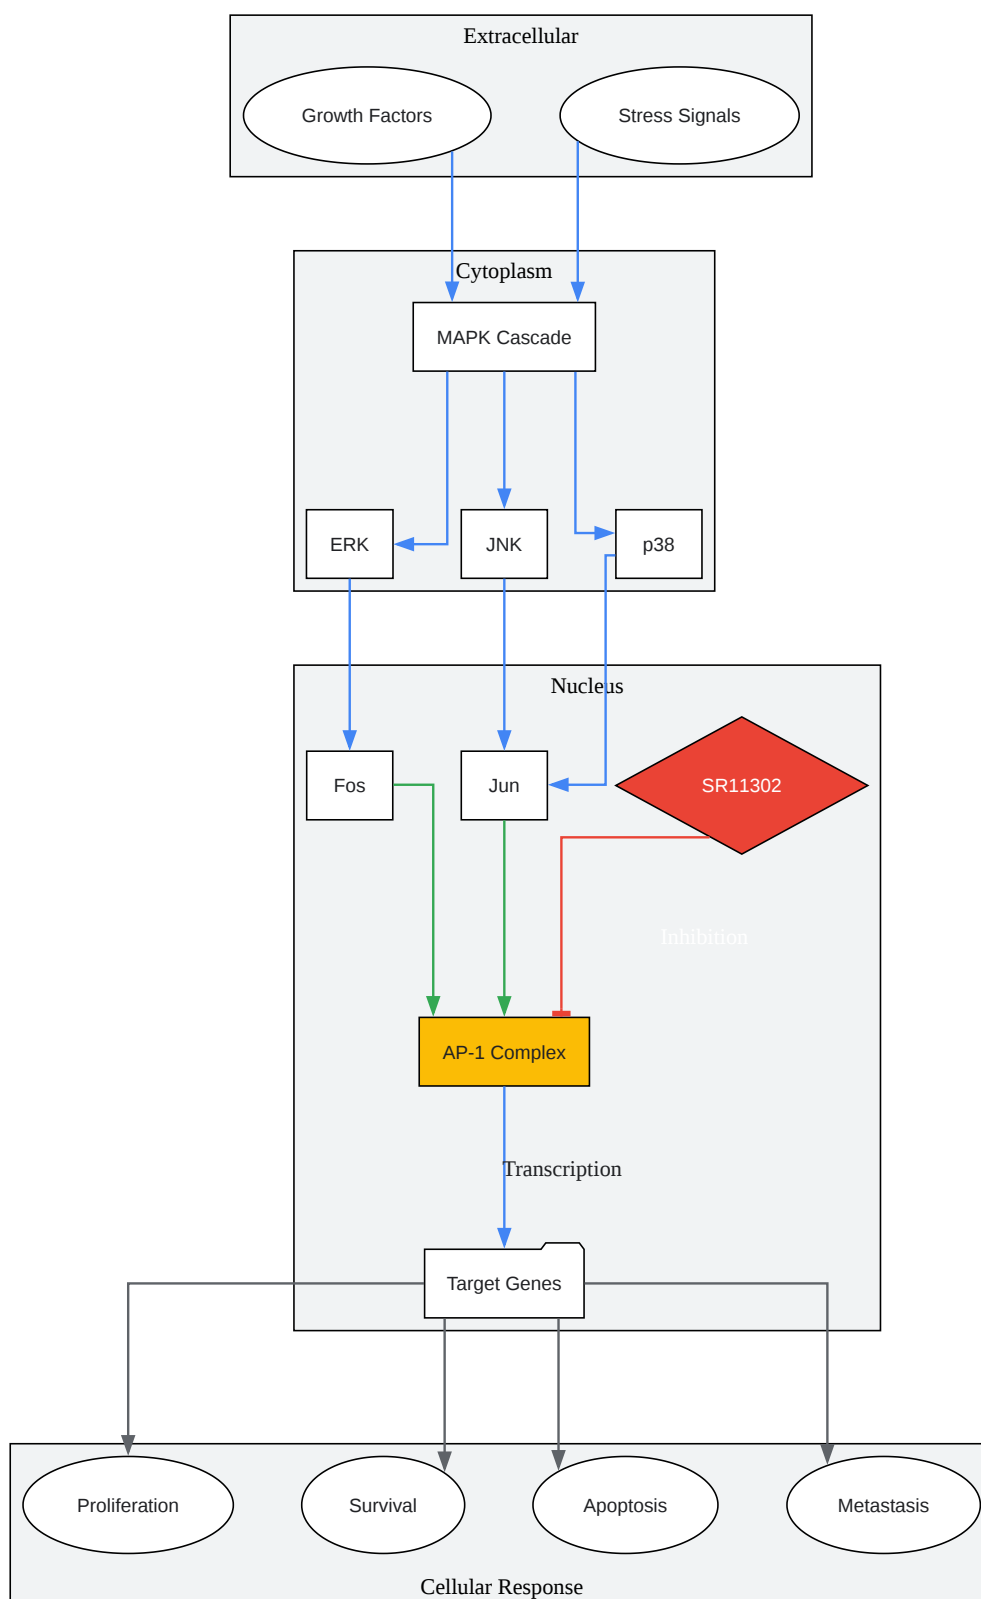 Extracellular
Growth Factors
Stress Signals
Cytoplasm
MAPK Cascade
ERK
JNK
p38
Nucleus
Fos
Jun
SR11302
Inhibition
AP-1 Complex
Transcription
Target Genes
Proliferation
Survival
Apoptosis
Metastasis
Cellular Response